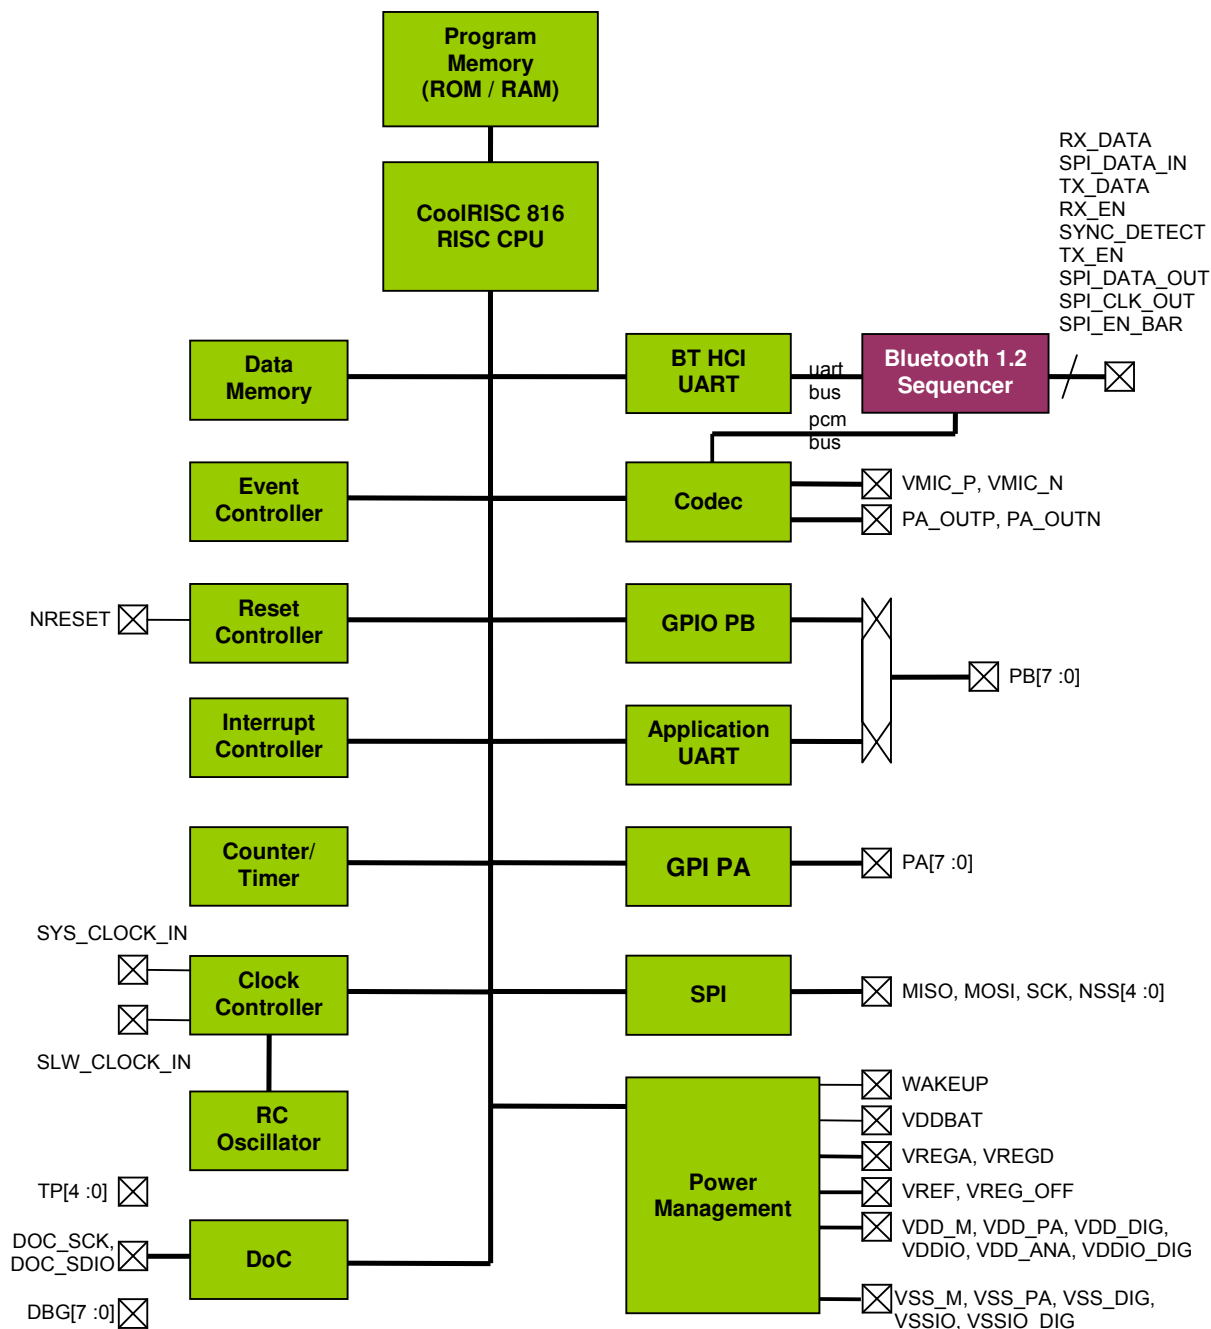 Program
Memory
(ROM / RAM)
CoolRISC 816
RISC CPU
RX_DATA
SPI_DATA_IN
TX_DATA
RX_EN
SYNC_DETECT
TX_EN
SPI_DATA_OUT
SPI_CLK_OUT
SPI_EN_BAR
Data
Memory
BT HCI
UART
uart
bus
Bluetooth 1.2
Sequencer
pcm
bus
Event
Controller
Codec
VMIC_P, VMIC_N
PA_OUTP, PA_OUTN
NRESET
Reset
Controller
GPIO PB
PB[7 :0]
Interrupt
Controller
Application
UART
Counter/
Timer
GPI PA
PA[7 :0]
SYS_CLOCK_IN
Clock
Controller
SLW_CLOCK_IN
SPI
MISO, MOSI, SCK, NSS[4 :0]
RC
Oscillator
Power
Management
WAKEUP
VDDBAT
VREGA, VREGD
VREF, VREG_OFF
VDD_M, VDD_PA, VDD_DIG,
VDDIO, VDD_ANA, VDDIO_DIG
VSS_M, VSS_PA, VSS_DIG,
VSSIO, VSSIO_DIG
TP[4 :0]
DOC_SCK,
DOC_SDIO
DoC
DBG[7 :0]